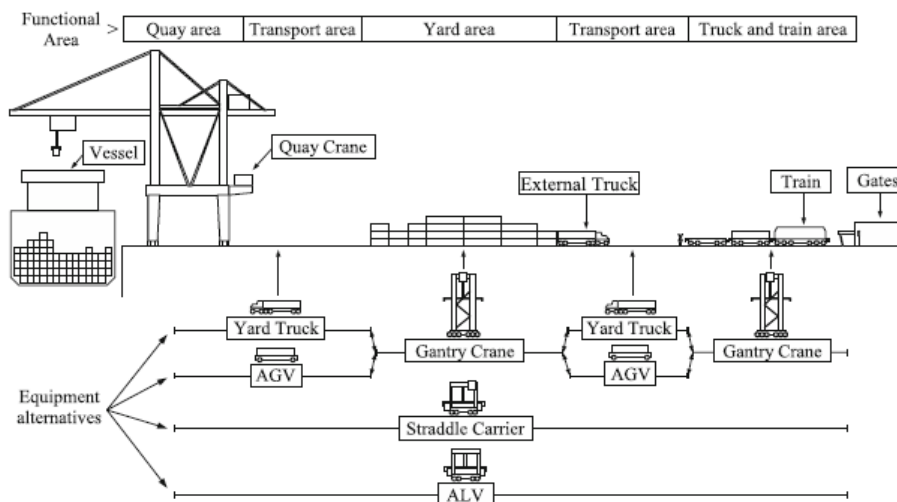 Functional
Area >
Quay area
Transport area
Yard area
Transport area
Truck and train area
Vessel
Quay Crane
External Truck
Train
Gates
Yard Truck
Yard Truck
Gantry Crane
Gantry Crane
AGV
AGV
Equipment
alternatives
Straddle Carrier
ALV